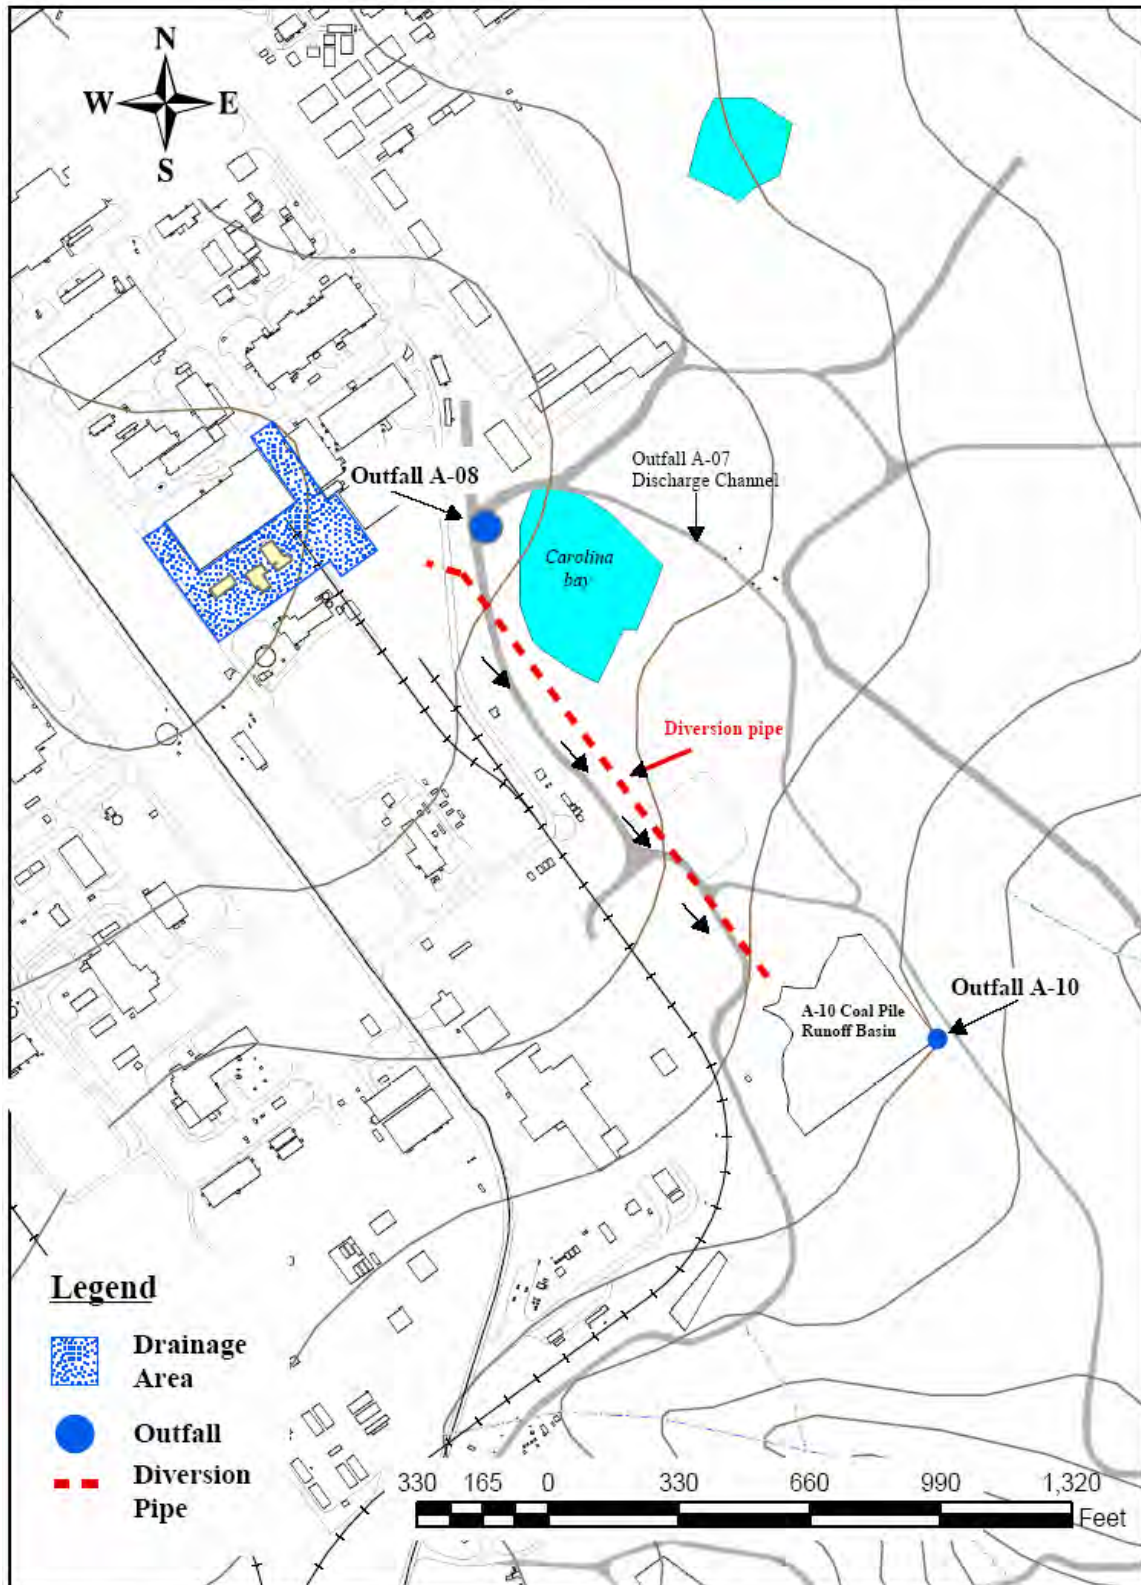 N
W
E
S
Outfall A-08
Outfall A-07
Discharge Channel
Carolina
bay
Diversion pipe
Outfall A-10
A-10 Coal Pile
Runoff Basin
Legend
Drainage
Area
Outfall
Diversion
Pipe
330 165 0 330 660 990 1,320
Feet